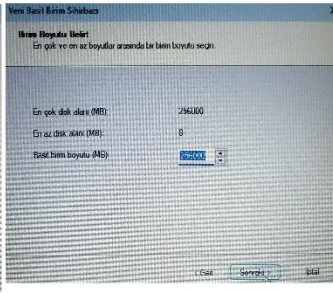 Yeni Basit Birim Sihirbazı
Birim Boyutu Belirt
En çok ve en az boyutlar arasında bir birim boyutu seçin.
En çok disk alanı (MB): 256000
En az disk alanı (MB): 8
Basit birim boyutu (MB): 256000
< Geri Sonraki > İptal